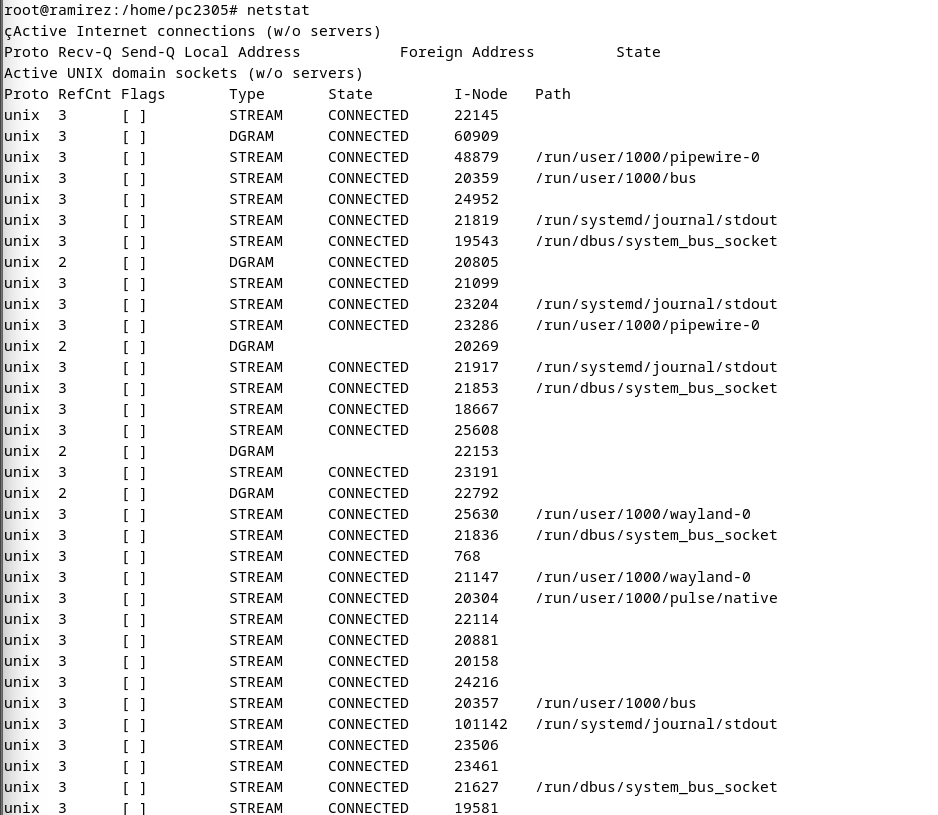 root@ramirez:/home/pc2305# netstat
çActive Internet connections (w/o servers)
Proto Recv-Q Send-Q Local Address           Foreign Address         State
Active UNIX domain sockets (w/o servers)
Proto RefCnt Flags       Type       State         I-Node   Path
unix  3      [ ]         STREAM     CONNECTED     22145
unix  3      [ ]         DGRAM      CONNECTED     60909
unix  3      [ ]         STREAM     CONNECTED     48879    /run/user/1000/pipewire-0
unix  3      [ ]         STREAM     CONNECTED     20359    /run/user/1000/bus
unix  3      [ ]         STREAM     CONNECTED     24952
unix  3      [ ]         STREAM     CONNECTED     21819    /run/systemd/journal/stdout
unix  3      [ ]         STREAM     CONNECTED     19543    /run/dbus/system_bus_socket
unix  2      [ ]         DGRAM      CONNECTED     20805
unix  3      [ ]         STREAM     CONNECTED     21099
unix  3      [ ]         STREAM     CONNECTED     23204    /run/systemd/journal/stdout
unix  3      [ ]         STREAM     CONNECTED     23286    /run/user/1000/pipewire-0
unix  2      [ ]         DGRAM                    20269
unix  3      [ ]         STREAM     CONNECTED     21917    /run/systemd/journal/stdout
unix  3      [ ]         STREAM     CONNECTED     21853    /run/dbus/system_bus_socket
unix  3      [ ]         STREAM     CONNECTED     18667
unix  3      [ ]         STREAM     CONNECTED     25608
unix  2      [ ]         DGRAM                    22153
unix  3      [ ]         STREAM     CONNECTED     23191
unix  2      [ ]         DGRAM      CONNECTED     22792
unix  3      [ ]         STREAM     CONNECTED     25630    /run/user/1000/wayland-0
unix  3      [ ]         STREAM     CONNECTED     21836    /run/dbus/system_bus_socket
unix  3      [ ]         STREAM     CONNECTED     768
unix  3      [ ]         STREAM     CONNECTED     21147    /run/user/1000/wayland-0
unix  3      [ ]         STREAM     CONNECTED     20304    /run/user/1000/pulse/native
unix  3      [ ]         STREAM     CONNECTED     22114
unix  3      [ ]         STREAM     CONNECTED     20881
unix  3      [ ]         STREAM     CONNECTED     20158
unix  3      [ ]         STREAM     CONNECTED     24216
unix  3      [ ]         STREAM     CONNECTED     20357    /run/user/1000/bus
unix  3      [ ]         STREAM     CONNECTED     101142   /run/systemd/journal/stdout
unix  3      [ ]         STREAM     CONNECTED     23506
unix  3      [ ]         STREAM     CONNECTED     23461
unix  3      [ ]         STREAM     CONNECTED     21627    /run/dbus/system_bus_socket
unix  3      [ ]         STREAM     CONNECTED     19581